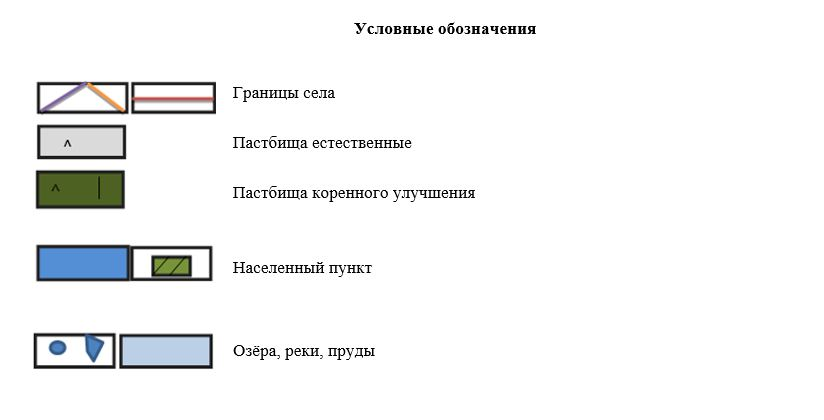 Условные обозначения
Границы села
^ Пастбища естественные
^ | Пастбища коренного улучшения
Населенный пункт
Озёра, реки, пруды